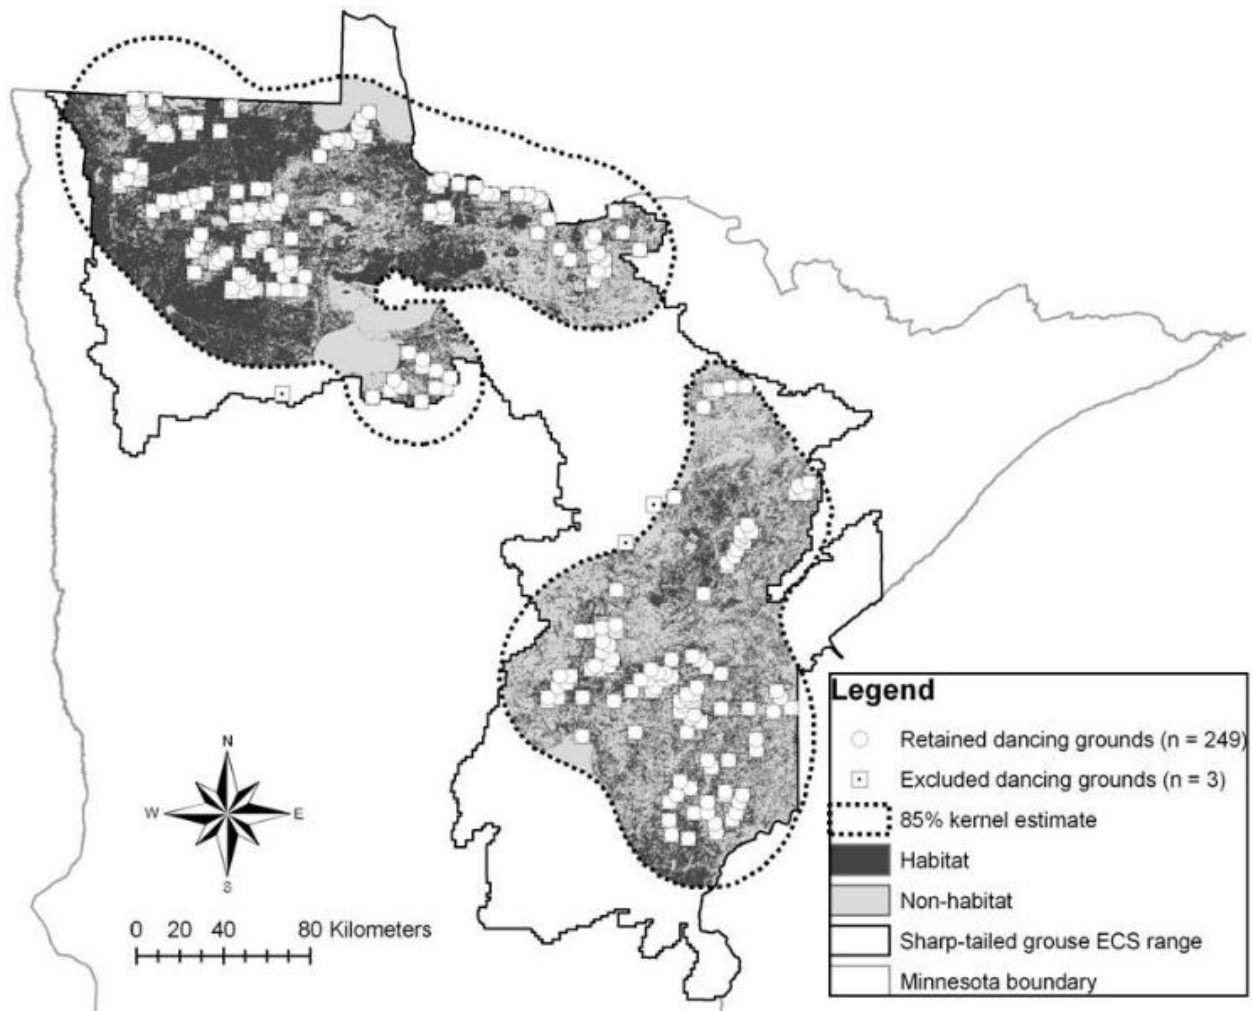 Legend
Retained dancing grounds (n = 249)
Excluded dancing grounds (n = 3)
85% kernel estimate
Habitat
Non-habitat
Sharp-tailed grouse ECS range
Minnesota boundary
N
W E
S
0 20 40 80 Kilometers